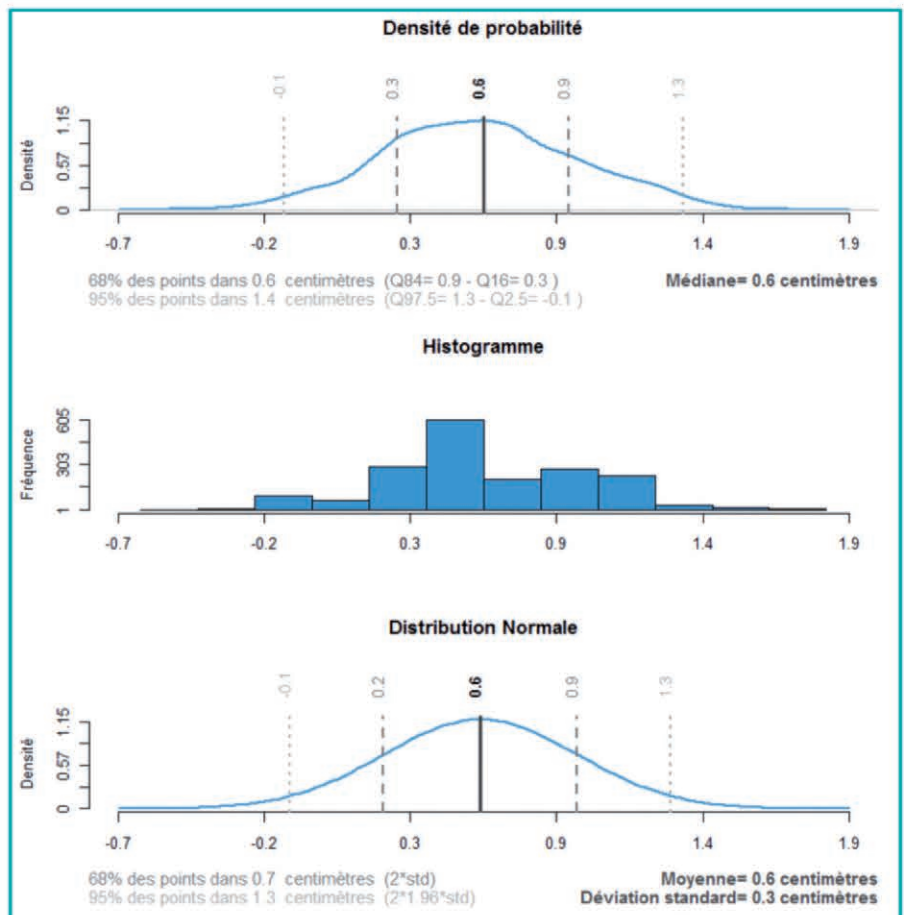 Densité de probabilité
-0.1 0.3 0.6 0.9 1.3
Densité
1.15
0.57
0
-0.7 -0.2 0.3 0.9 1.4 1.9
68% des points dans 0.6 centimètres (Q84= 0.9 - Q16= 0.3 )
Médiane= 0.6 centimètres
95% des points dans 1.4 centimètres (Q97.5= 1.3 - Q2.5= -0.1 )
Histogramme
Fréquence
605
303
1
-0.7 -0.2 0.3 0.9 1.4 1.9
Distribution Normale
-0.1 0.2 0.6 0.9 1.3
Densité
1.15
0.57
0
-0.7 -0.2 0.3 0.9 1.4 1.9
68% des points dans 0.7 centimètres (2*std)
Moyenne= 0.6 centimètres
95% des points dans 1.3 centimètres (2*1.96*std)
Déviation standard= 0.3 centimètres